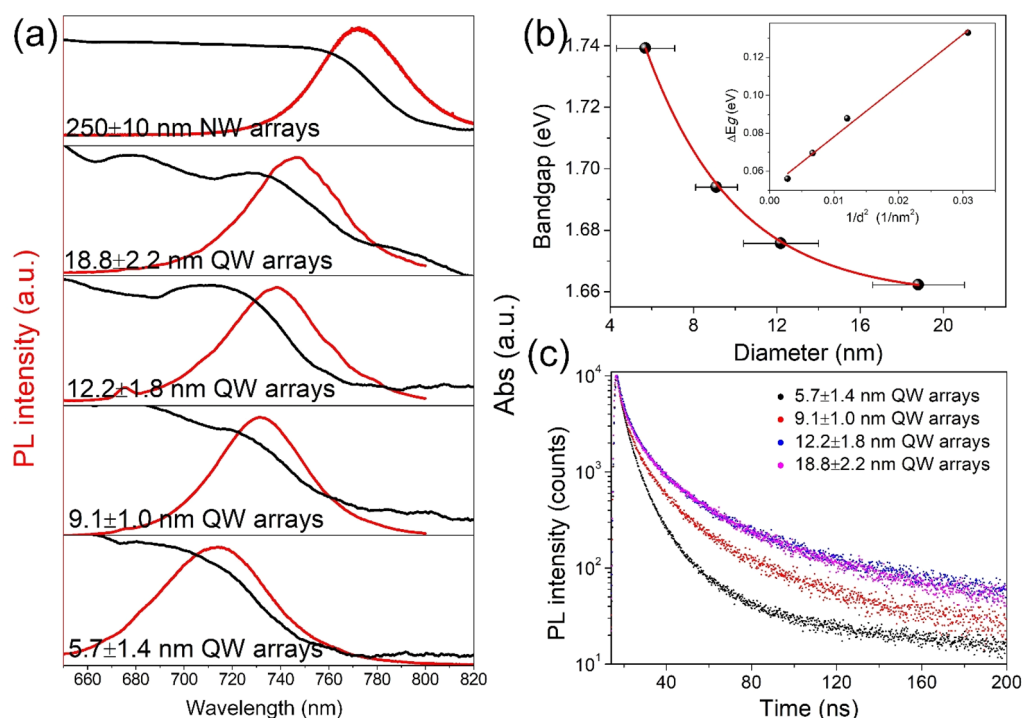 (a)
250±10 nm NW arrays
18.8±2.2 nm QW arrays
12.2±1.8 nm QW arrays
9.1±1.0 nm QW arrays
5.7±1.4 nm QW arrays
PL intensity (a.u.)
Abs (a.u.)
660 680 700 720 740 760 780 800 820
Wavelength (nm)
(b)
1.74
1.72
1.70
1.68
1.66
Bandgap (eV)
4 8 12 16 20
Diameter (nm)
0.12
0.10
0.08
0.06
ΔEg (eV)
0.00 0.01 0.02 0.03
1/d² (1/nm²)
(c)
10⁴
10³
10²
10¹
PL intensity (counts)
5.7±1.4 nm QW arrays
9.1±1.0 nm QW arrays
12.2±1.8 nm QW arrays
18.8±2.2 nm QW arrays
40 80 120 160 200
Time (ns)